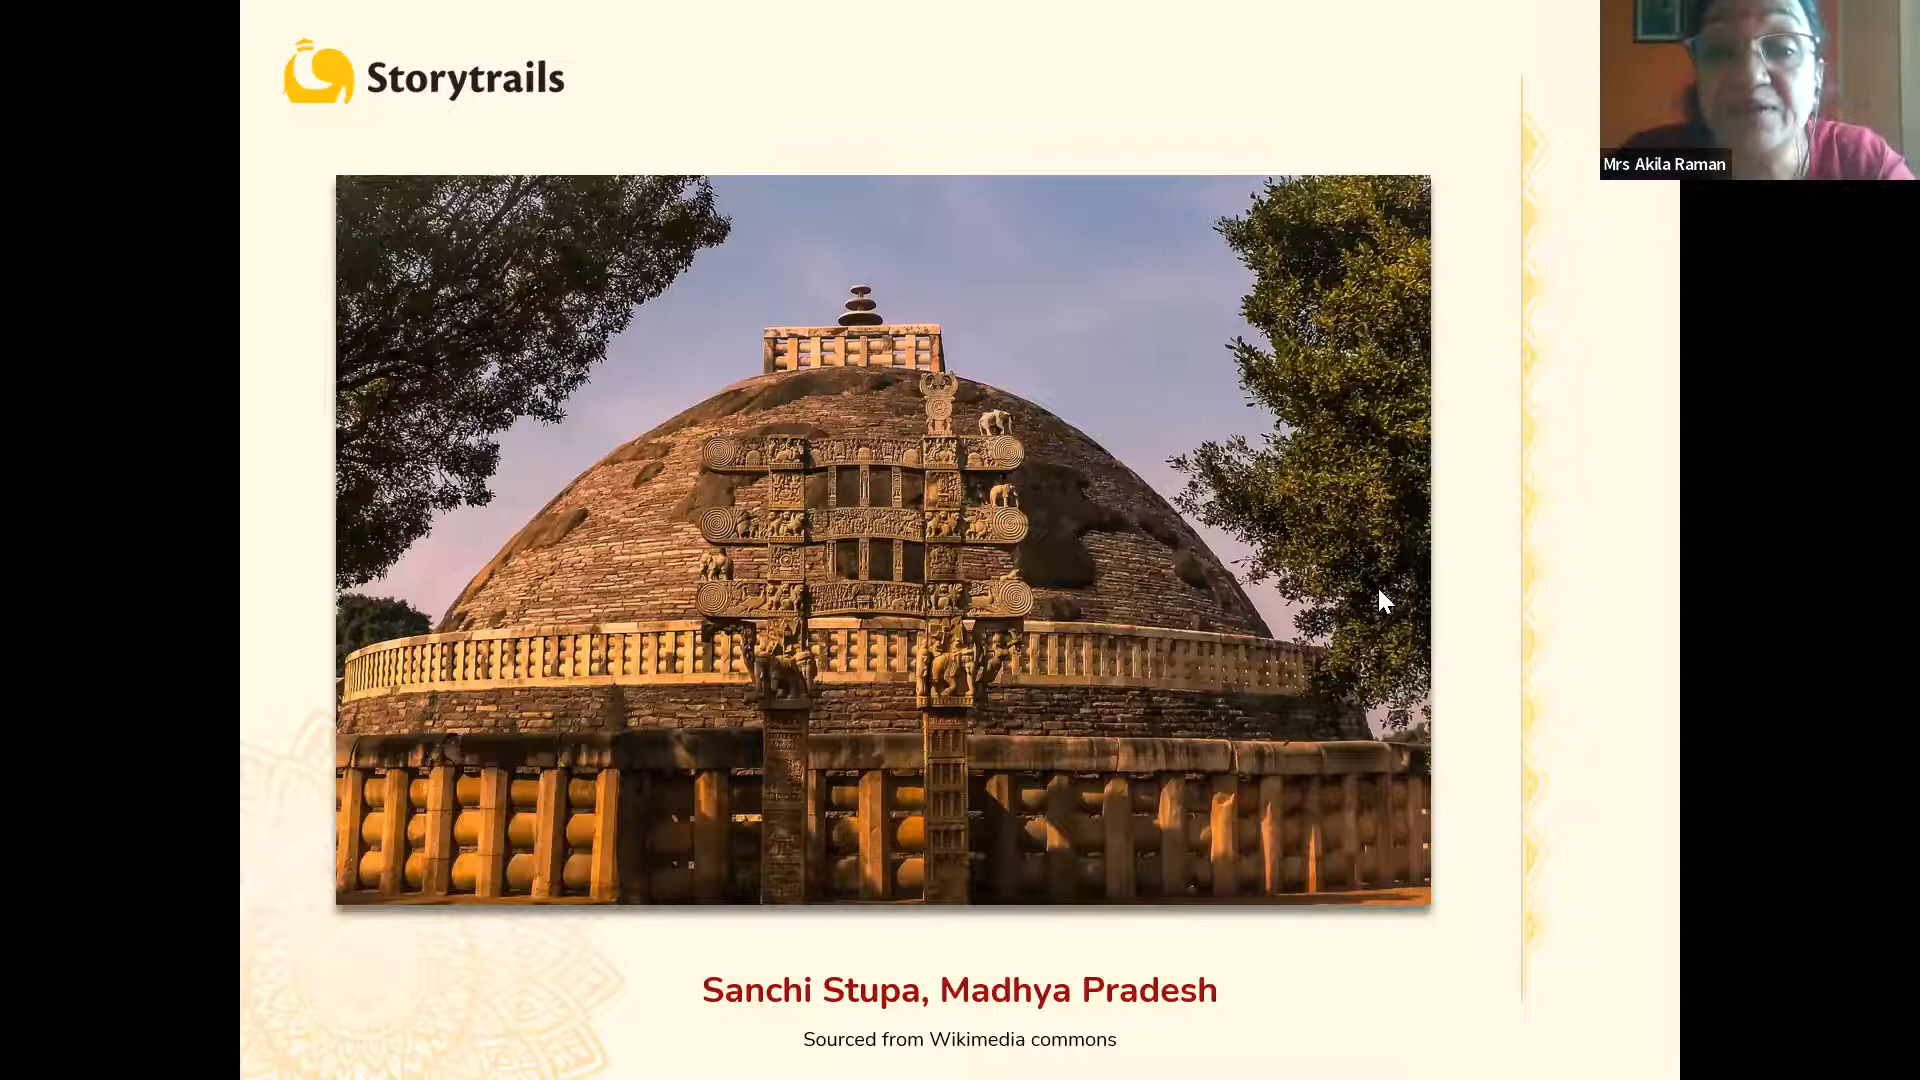 Storytrails
Mrs Akila Raman
Sanchi Stupa, Madhya Pradesh
Sourced from Wikimedia commons